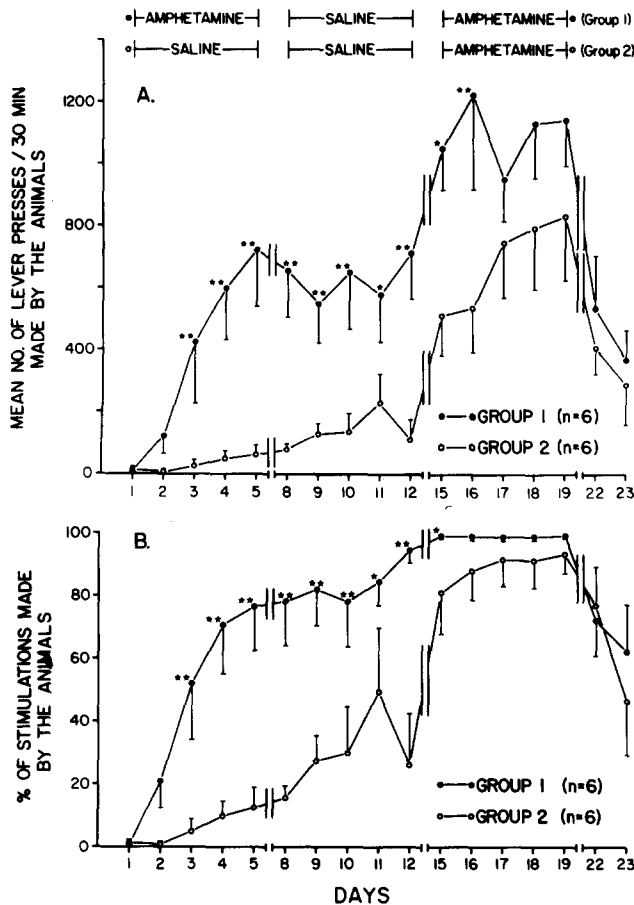 AMPHETAMINE SALINE AMPHETAMINE (Group 1)
SALINE SALINE AMPHETAMINE (Group 2)
A.
MEAN NO. OF LEVER PRESSES / 30 MIN
MADE BY THE ANIMALS
1200
800
400
0
** ** ** ** ** ** * ** * **
GROUP 1 (n=6)
GROUP 2 (n=6)
1 2 3 4 5 8 9 10 11 12 15 16 17 18 19 22 23
B.
% OF STIMULATIONS MADE
BY THE ANIMALS
100
80
60
40
20
0
** ** ** ** ** ** * ** *
GROUP 1 (n=6)
GROUP 2 (n=6)
1 2 3 4 5 8 9 10 11 12 15 16 17 18 19 22 23
DAYS